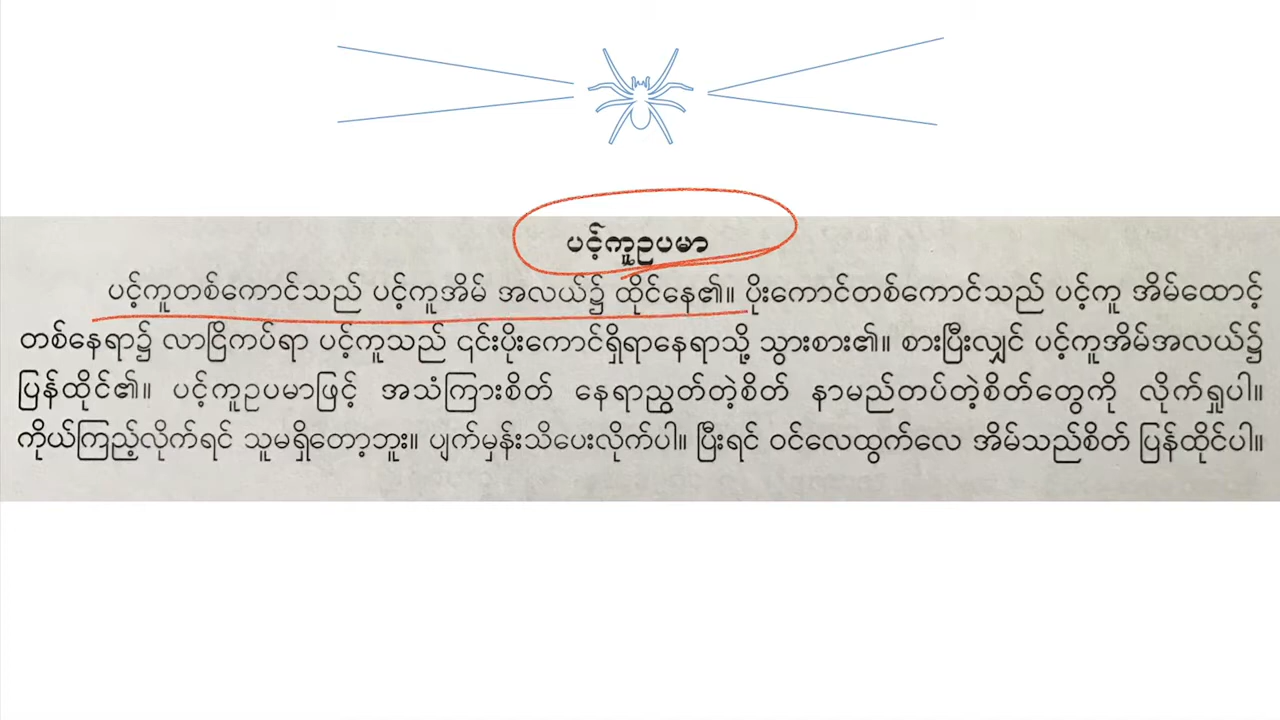 ပင့်ကူဥပမာ
ပင့်ကူတစ်ကောင်သည် ပင့်ကူအိမ် အလယ်၌ ထိုင်နေ၏။ ပိုးကောင်တစ်ကောင်သည် ပင့်ကူ အိမ်ထောင့်
တစ်နေရာ၌ လာငြိကပ်ရာ ပင့်ကူသည် ၎င်းပိုးကောင်ရှိရာနေရာသို့ သွားစား၏။ စားပြီးလျှင် ပင့်ကူအိမ်အလယ်၌
ပြန်ထိုင်၏။ ပင့်ကူဥပမာဖြင့် အသံကြားစိတ် နေရာညွှတ်တဲ့စိတ် နာမည်တပ်တဲ့စိတ်တွေကို လိုက်ရှုပါ။
ကိုယ်ကြည့်လိုက်ရင် သူမရှိတော့ဘူး။ ပျက်မှန်းသိပေးလိုက်ပါ။ ပြီးရင် ဝင်လေထွက်လေ အိမ်သည်စိတ် ပြန်ထိုင်ပါ။